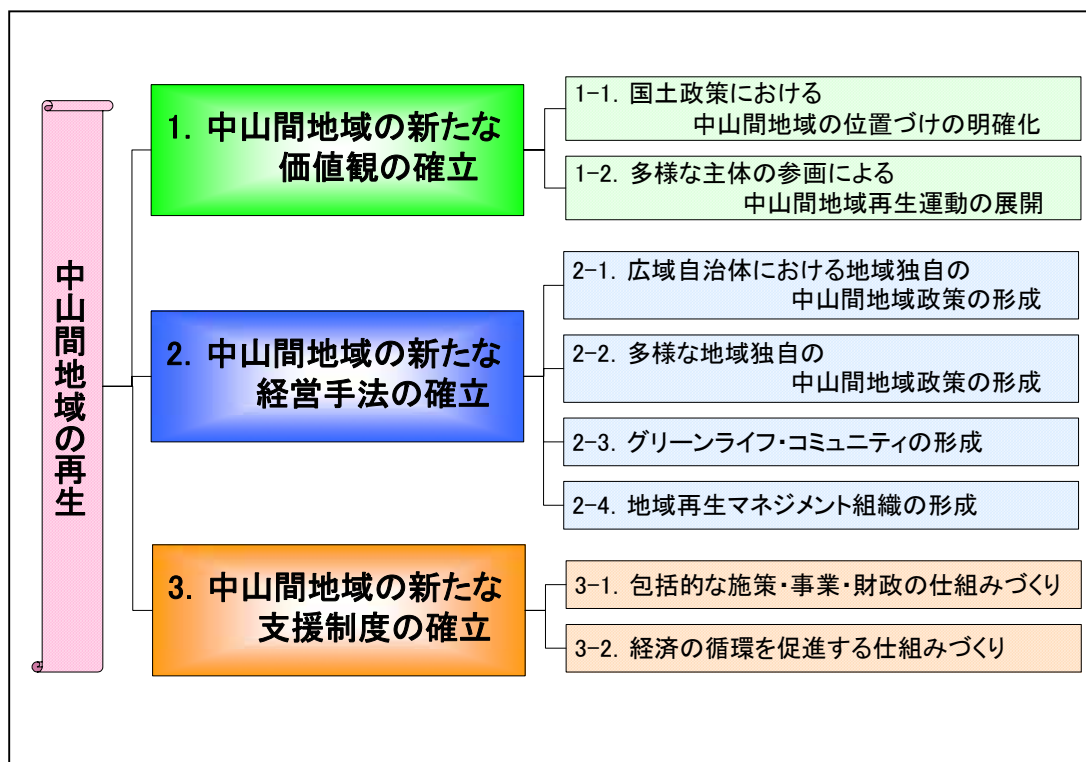 中山間地域の再生
1. 中山間地域の新たな
価値観の確立
1-1. 国土政策における
中山間地域の位置づけの明確化
1-2. 多様な主体の参画による
中山間地域再生運動の展開
2. 中山間地域の新たな
経営手法の確立
2-1. 広域自治体における地域独自の
中山間地域政策の形成
2-2. 多様な地域独自の
中山間地域政策の形成
2-3. グリーンライフ・コミュニティの形成
2-4. 地域再生マネジメント組織の形成
3. 中山間地域の新たな
支援制度の確立
3-1. 包括的な施策・事業・財政の仕組みづくり
3-2. 経済の循環を促進する仕組みづくり